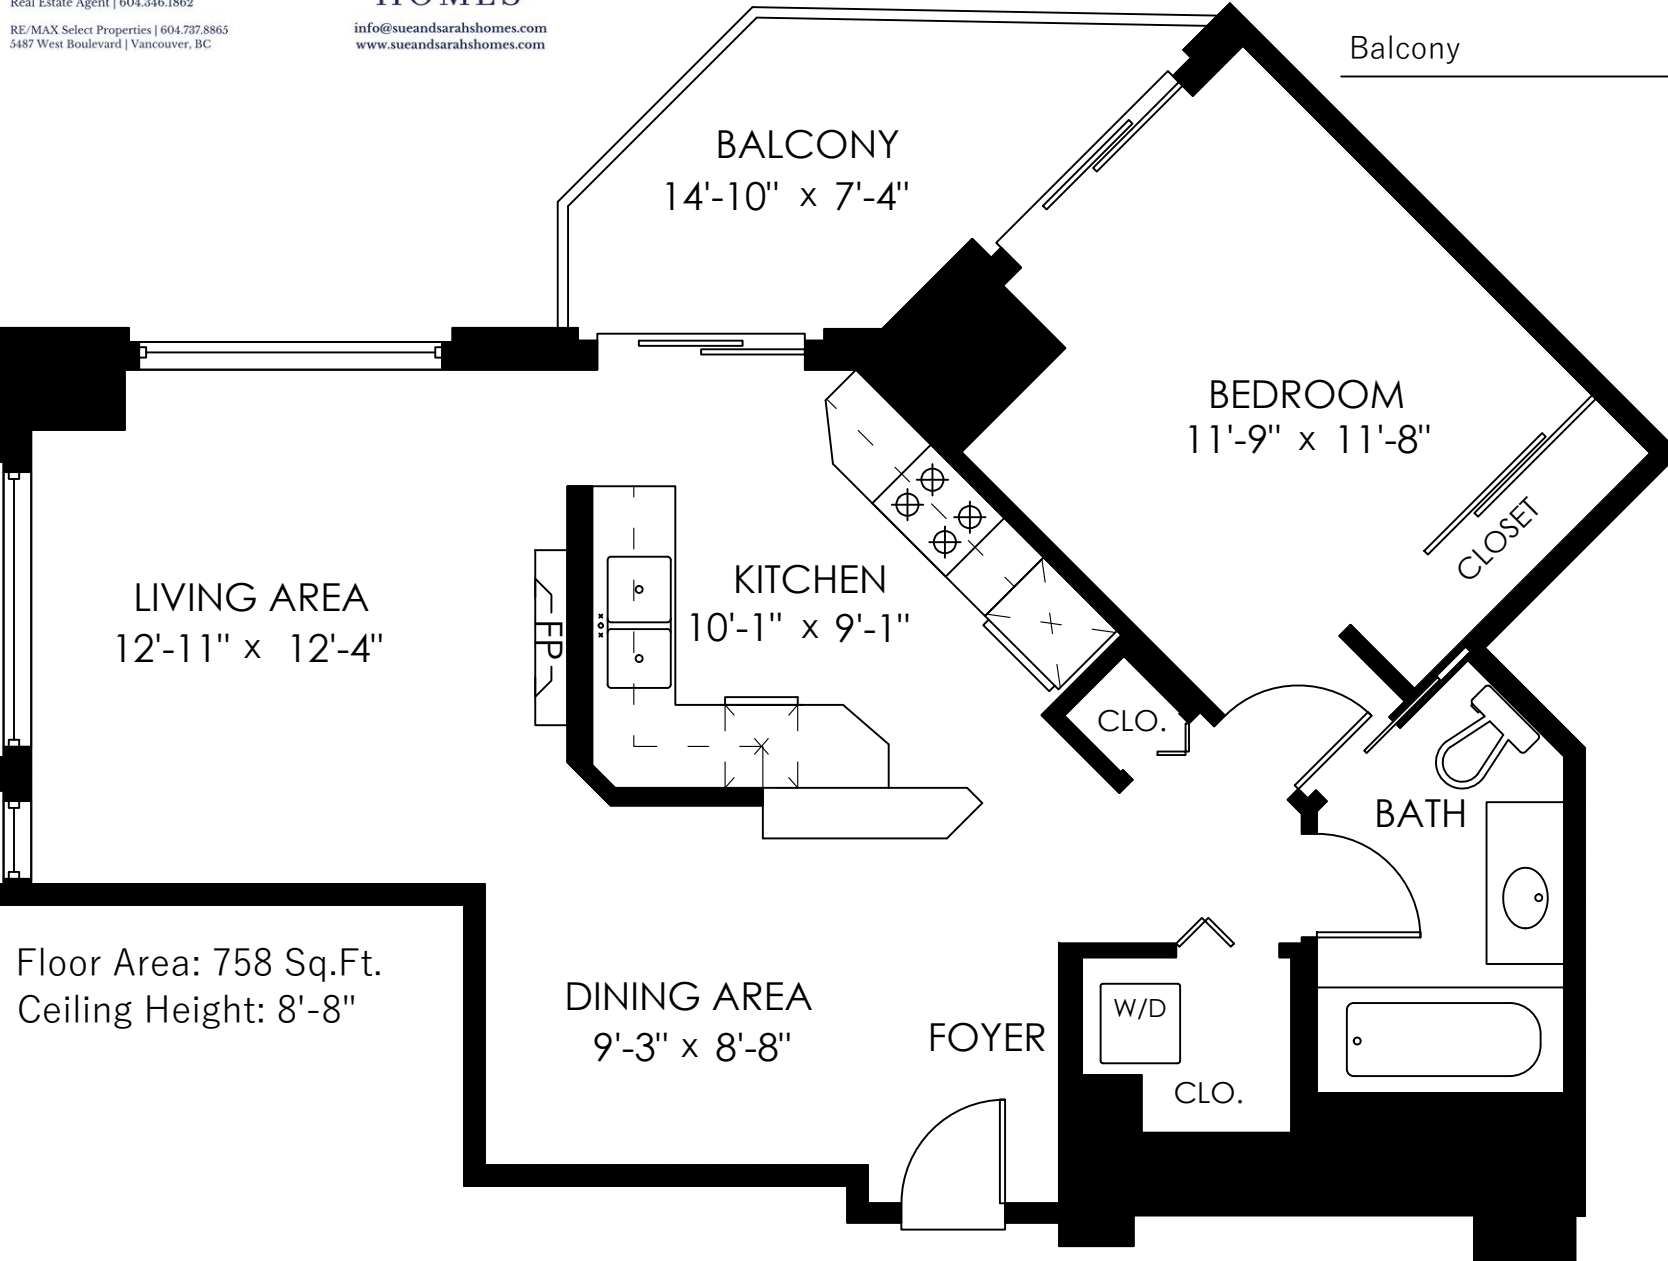 Real Estate Agent | 604.346.1862
HOMES
RE/MAX Select Properties | 604.737.8865
5487 West Boulevard | Vancouver, BC
info@sueandsarahshomes.com
www.sueandsarahshomes.com
Balcony
BALCONY
14'-10" x 7'-4"
BEDROOM
11'-9" x 11'-8"
CLOSET
LIVING AREA
12'-11" x 12'-4"
FP
KITCHEN
10'-1" x 9'-1"
CLO.
BATH
Floor Area: 758 Sq.Ft.
Ceiling Height: 8'-8"
DINING AREA
9'-3" x 8'-8"
FOYER
W/D
CLO.